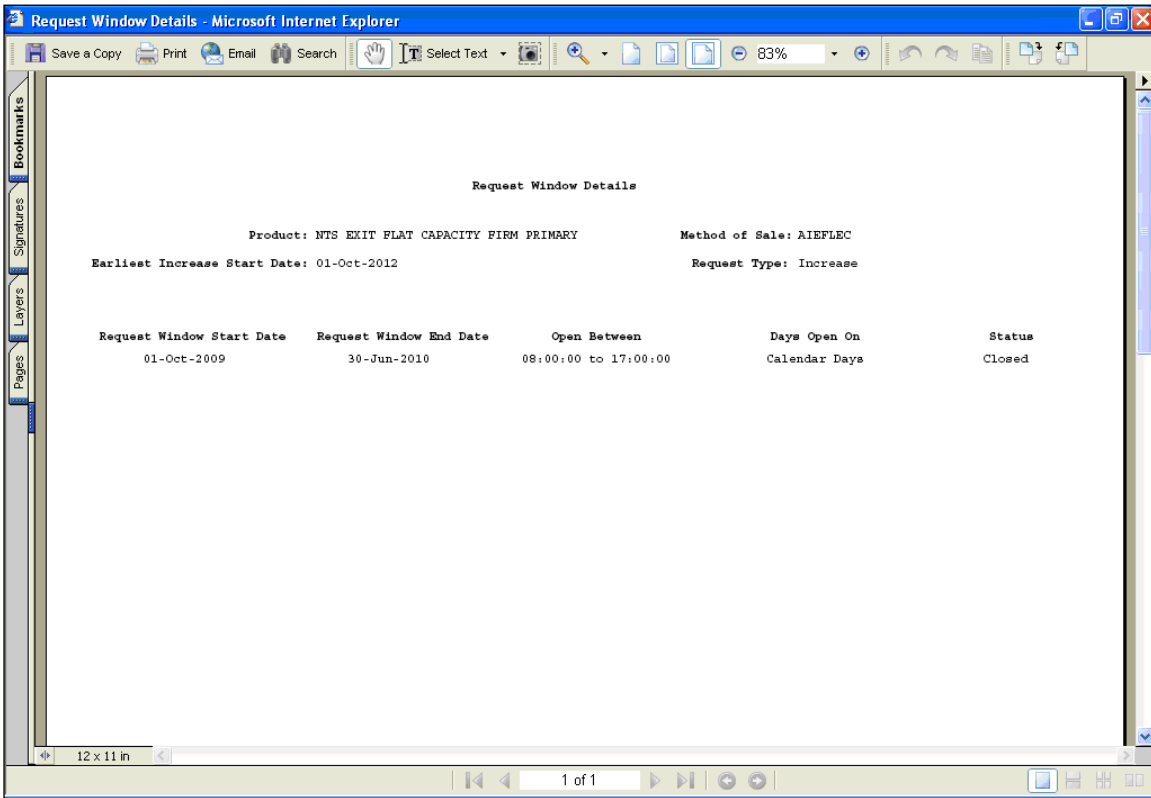 Request Window Details - Microsoft Internet Explorer
Save a Copy Print Email Search Select Text 83%
Bookmarks
Signatures
Layers
Pages
Request Window Details
Product: NTS EXIT FLAT CAPACITY FIRM PRIMARY Method of Sale: AIEFLEC
Earliest Increase Start Date: 01-Oct-2012 Request Type: Increase
Request Window Start Date Request Window End Date Open Between Days Open On Status
01-Oct-2009 30-Jun-2010 08:00:00 to 17:00:00 Calendar Days Closed
12 x 11 in
1 of 1